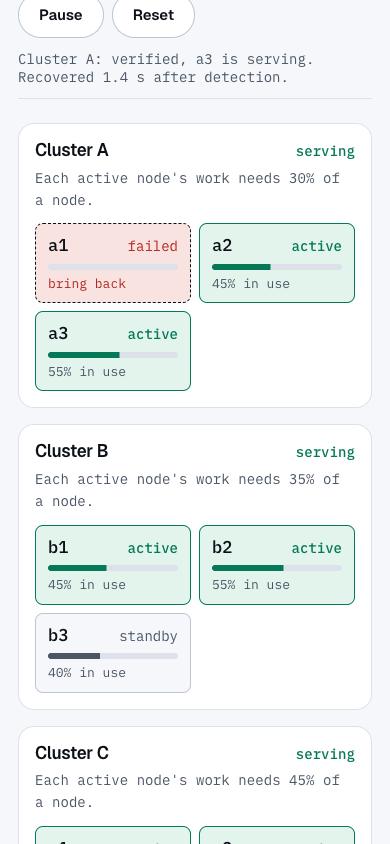 Pause Reset
Cluster A: verified, a3 is serving.
Recovered 1.4 s after detection.
Cluster A serving
Each active node's work needs 30% of
a node.
a1 failed a2 active
bring back 45% in use
a3 active
55% in use
Cluster B serving
Each active node's work needs 35% of
a node.
b1 active b2 active
45% in use 55% in use
b3 standby
40% in use
Cluster C serving
Each active node's work needs 45% of
a node.